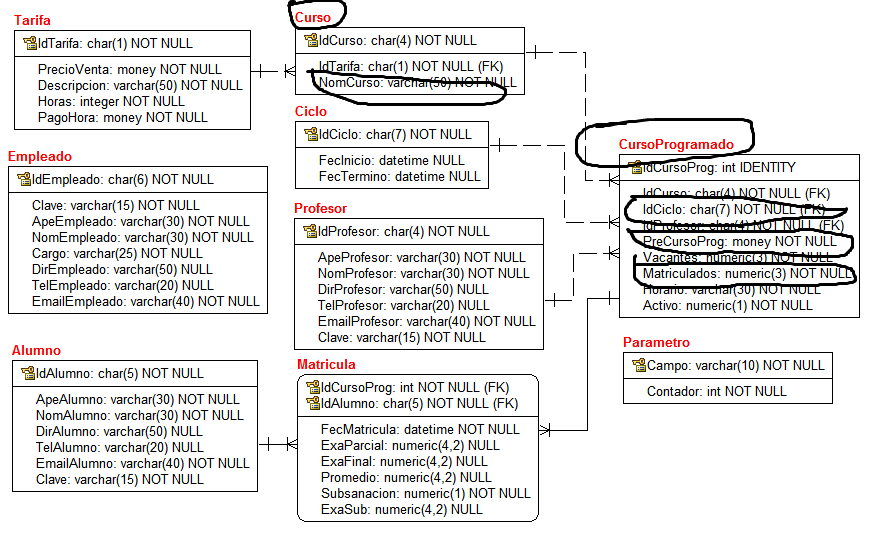 Tarifa
IdTarifa: char(1) NOT NULL
PrecioVenta: money NOT NULL
Descripcion: varchar(50) NOT NULL
Horas: integer NOT NULL
PagoHora: money NOT NULL
Curso
IdCurso: char(4) NOT NULL
IdTarifa: char(1) NOT NULL (FK)
NomCurso: varchar(50) NOT NULL
Ciclo
IdCiclo: char(7) NOT NULL
FecInicio: datetime NULL
FecTermino: datetime NULL
CursoProgramado
IdCursoProg: int IDENTITY
IdCurso: char(4) NOT NULL (FK)
IdCiclo: char(7) NOT NULL (FK)
IdProfesor: char(4) NOT NULL (FK)
PreCursoProg: money NOT NULL
Vacantes: numeric(3) NOT NULL
Matriculados: numeric(3) NOT NULL
Horario: varchar(30) NOT NULL
Activo: numeric(1) NOT NULL
Empleado
IdEmpleado: char(6) NOT NULL
Clave: varchar(15) NOT NULL
ApeEmpleado: varchar(30) NOT NULL
NomEmpleado: varchar(30) NOT NULL
Cargo: varchar(25) NOT NULL
DirEmpleado: varchar(50) NULL
TelEmpleado: varchar(20) NULL
EmailEmpleado: varchar(40) NOT NULL
Profesor
IdProfesor: char(4) NOT NULL
ApeProfesor: varchar(30) NOT NULL
NomProfesor: varchar(30) NOT NULL
DirProfesor: varchar(50) NULL
TelProfesor: varchar(20) NULL
EmailProfesor: varchar(40) NOT NULL
Clave: varchar(15) NOT NULL
Parametro
Campo: varchar(10) NOT NULL
Contador: int NOT NULL
Alumno
IdAlumno: char(5) NOT NULL
ApeAlumno: varchar(30) NOT NULL
NomAlumno: varchar(30) NOT NULL
DirAlumno: varchar(50) NULL
TelAlumno: varchar(20) NULL
EmailAlumno: varchar(40) NOT NULL
Clave: varchar(15) NOT NULL
Matricula
IdCursoProg: int NOT NULL (FK)
IdAlumno: char(5) NOT NULL (FK)
FecMatricula: datetime NOT NULL
ExaParcial: numeric(4,2) NULL
ExaFinal: numeric(4,2) NULL
Promedio: numeric(4,2) NULL
Subsanacion: numeric(1) NOT NULL
ExaSub: numeric(4,2) NULL